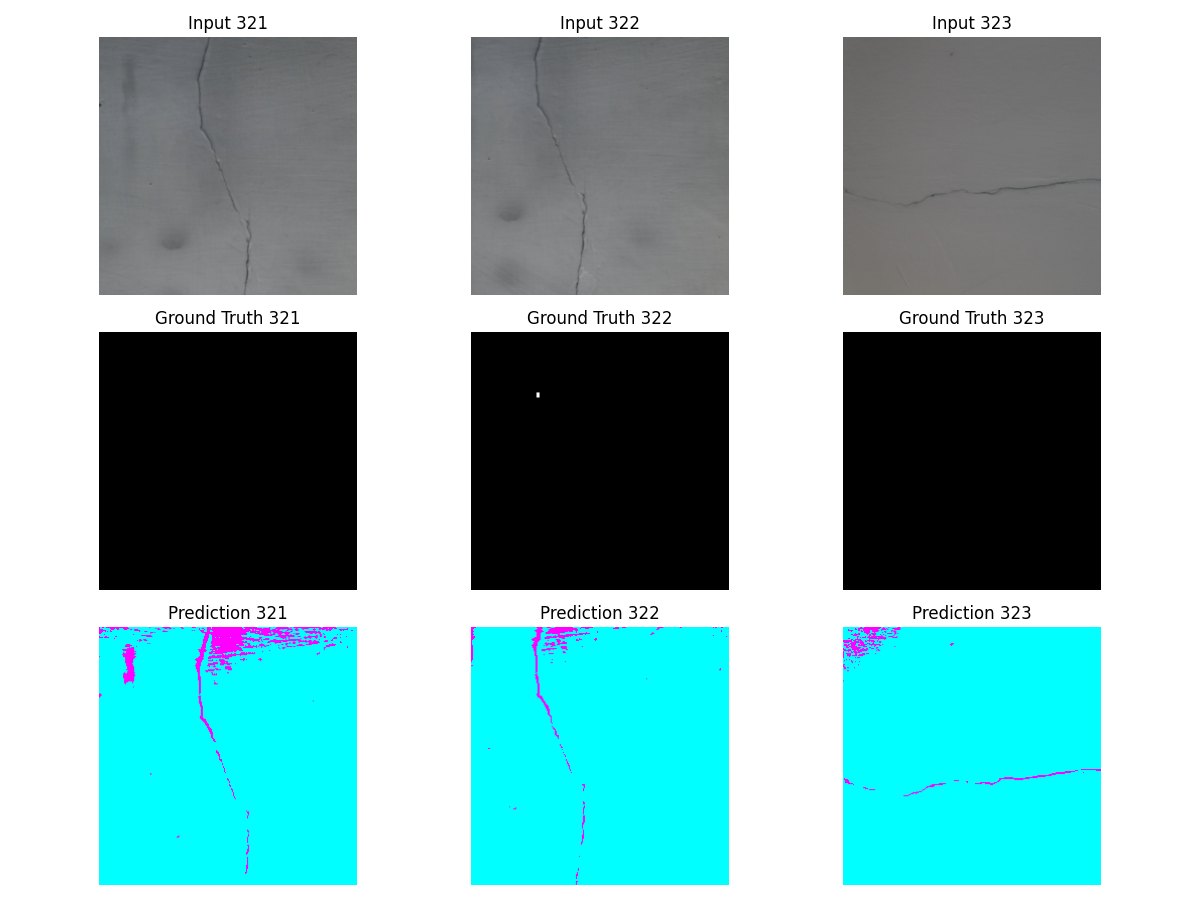 Input 321
Input 322
Input 323
Ground Truth 321
Ground Truth 322
Ground Truth 323
Prediction 321
Prediction 322
Prediction 323